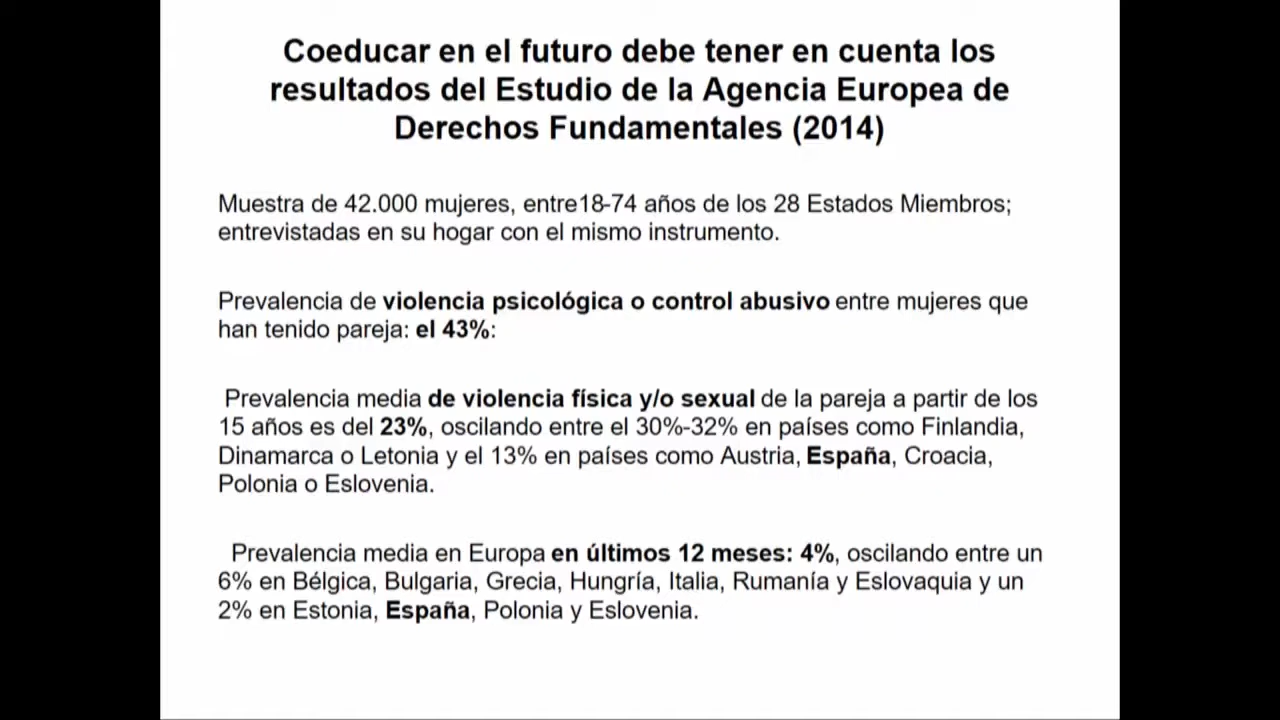 Coeducar en el futuro debe tener en cuenta los
resultados del Estudio de la Agencia Europea de
Derechos Fundamentales (2014)
Muestra de 42.000 mujeres, entre18-74 años de los 28 Estados Miembros;
entrevistadas en su hogar con el mismo instrumento.
Prevalencia de violencia psicológica o control abusivo entre mujeres que
han tenido pareja: el 43%:
Prevalencia media de violencia física y/o sexual de la pareja a partir de los
15 años es del 23%, oscilando entre el 30%-32% en países como Finlandia,
Dinamarca o Letonia y el 13% en países como Austria, España, Croacia,
Polonia o Eslovenia.
Prevalencia media en Europa en últimos 12 meses: 4%, oscilando entre un
6% en Bélgica, Bulgaria, Grecia, Hungría, Italia, Rumanía y Eslovaquia y un
2% en Estonia, España, Polonia y Eslovenia.